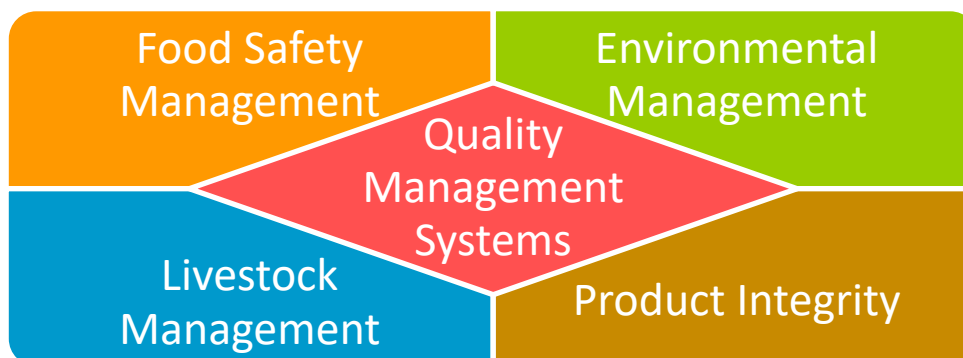 Food Safety
Management
Environmental
Management
Quality
Management
Systems
Livestock
Management
Product Integrity